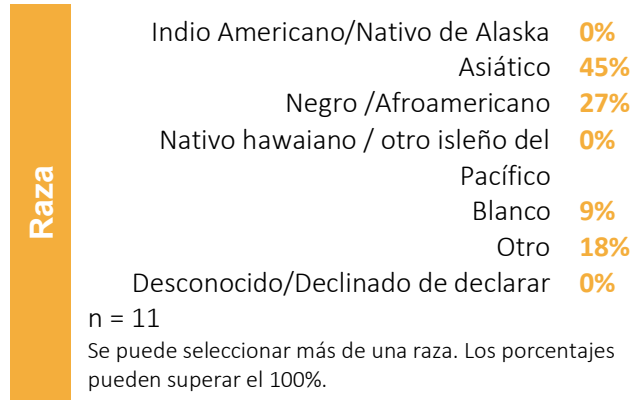 Raza
Indio Americano/Nativo de Alaska 0%
Asiático 45%
Negro /Afroamericano 27%
Nativo hawaiano / otro isleño del 0%
Pacífico
Blanco 9%
Otro 18%
Desconocido/Declinado de declarar 0%
n = 11
Se puede seleccionar más de una raza. Los porcentajes
pueden superar el 100%.